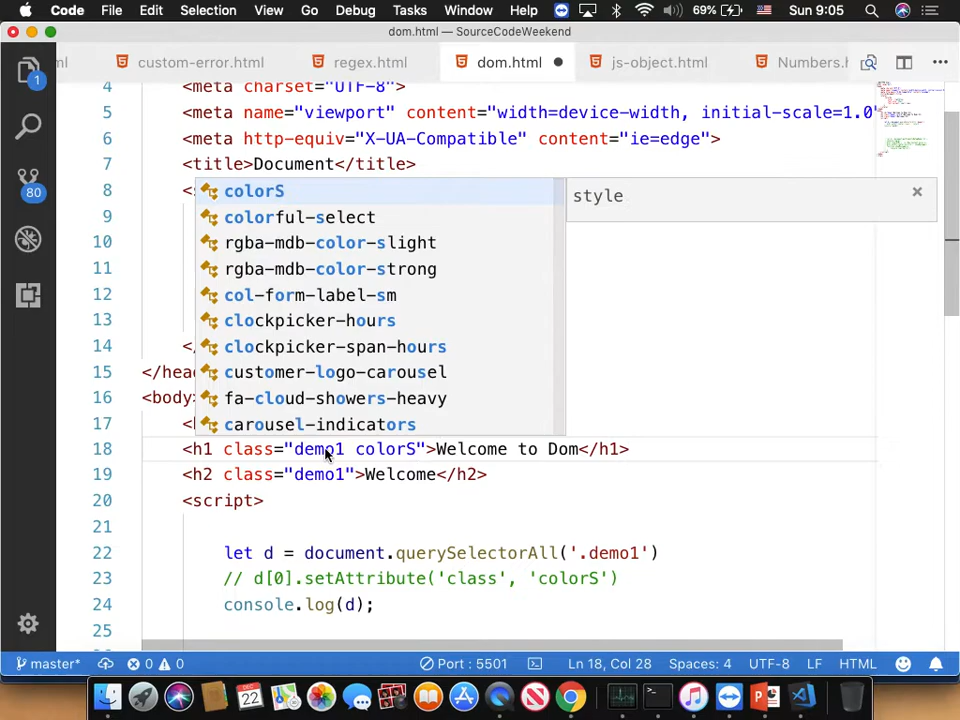 Code File Edit Selection View Go Debug Tasks Window Help 69% Sun 9:05
dom.html — SourceCodeWeekend
ml custom-error.html regex.html dom.html js-object.html Numbers.h
1
80
4 <meta charset="UTF-8">
5 <meta name="viewport" content="width=device-width, initial-scale=1.0"
6 <meta http-equiv="X-UA-Compatible" content="ie=edge">
7 <title>Document</title>
8 <s
9
10
11
12
13
14 </
15 </head
16 <body>
17 <h
colorS
style
colorful-select
rgba-mdb-color-slight
rgba-mdb-color-strong
col-form-label-sm
clockpicker-hours
clockpicker-span-hours
customer-logo-carousel
fa-cloud-showers-heavy
carousel-indicators
18 <h1 class="demo1 colorS">Welcome to Dom</h1>
19 <h2 class="demo1">Welcome</h2>
20 <script>
21
22 let d = document.querySelectorAll('.demo1')
23 // d[0].setAttribute('class', 'colorS')
24 console.log(d);
25
master* 0 0 Port : 5501 Ln 18, Col 28 Spaces: 4 UTF-8 LF HTML
DEC 22